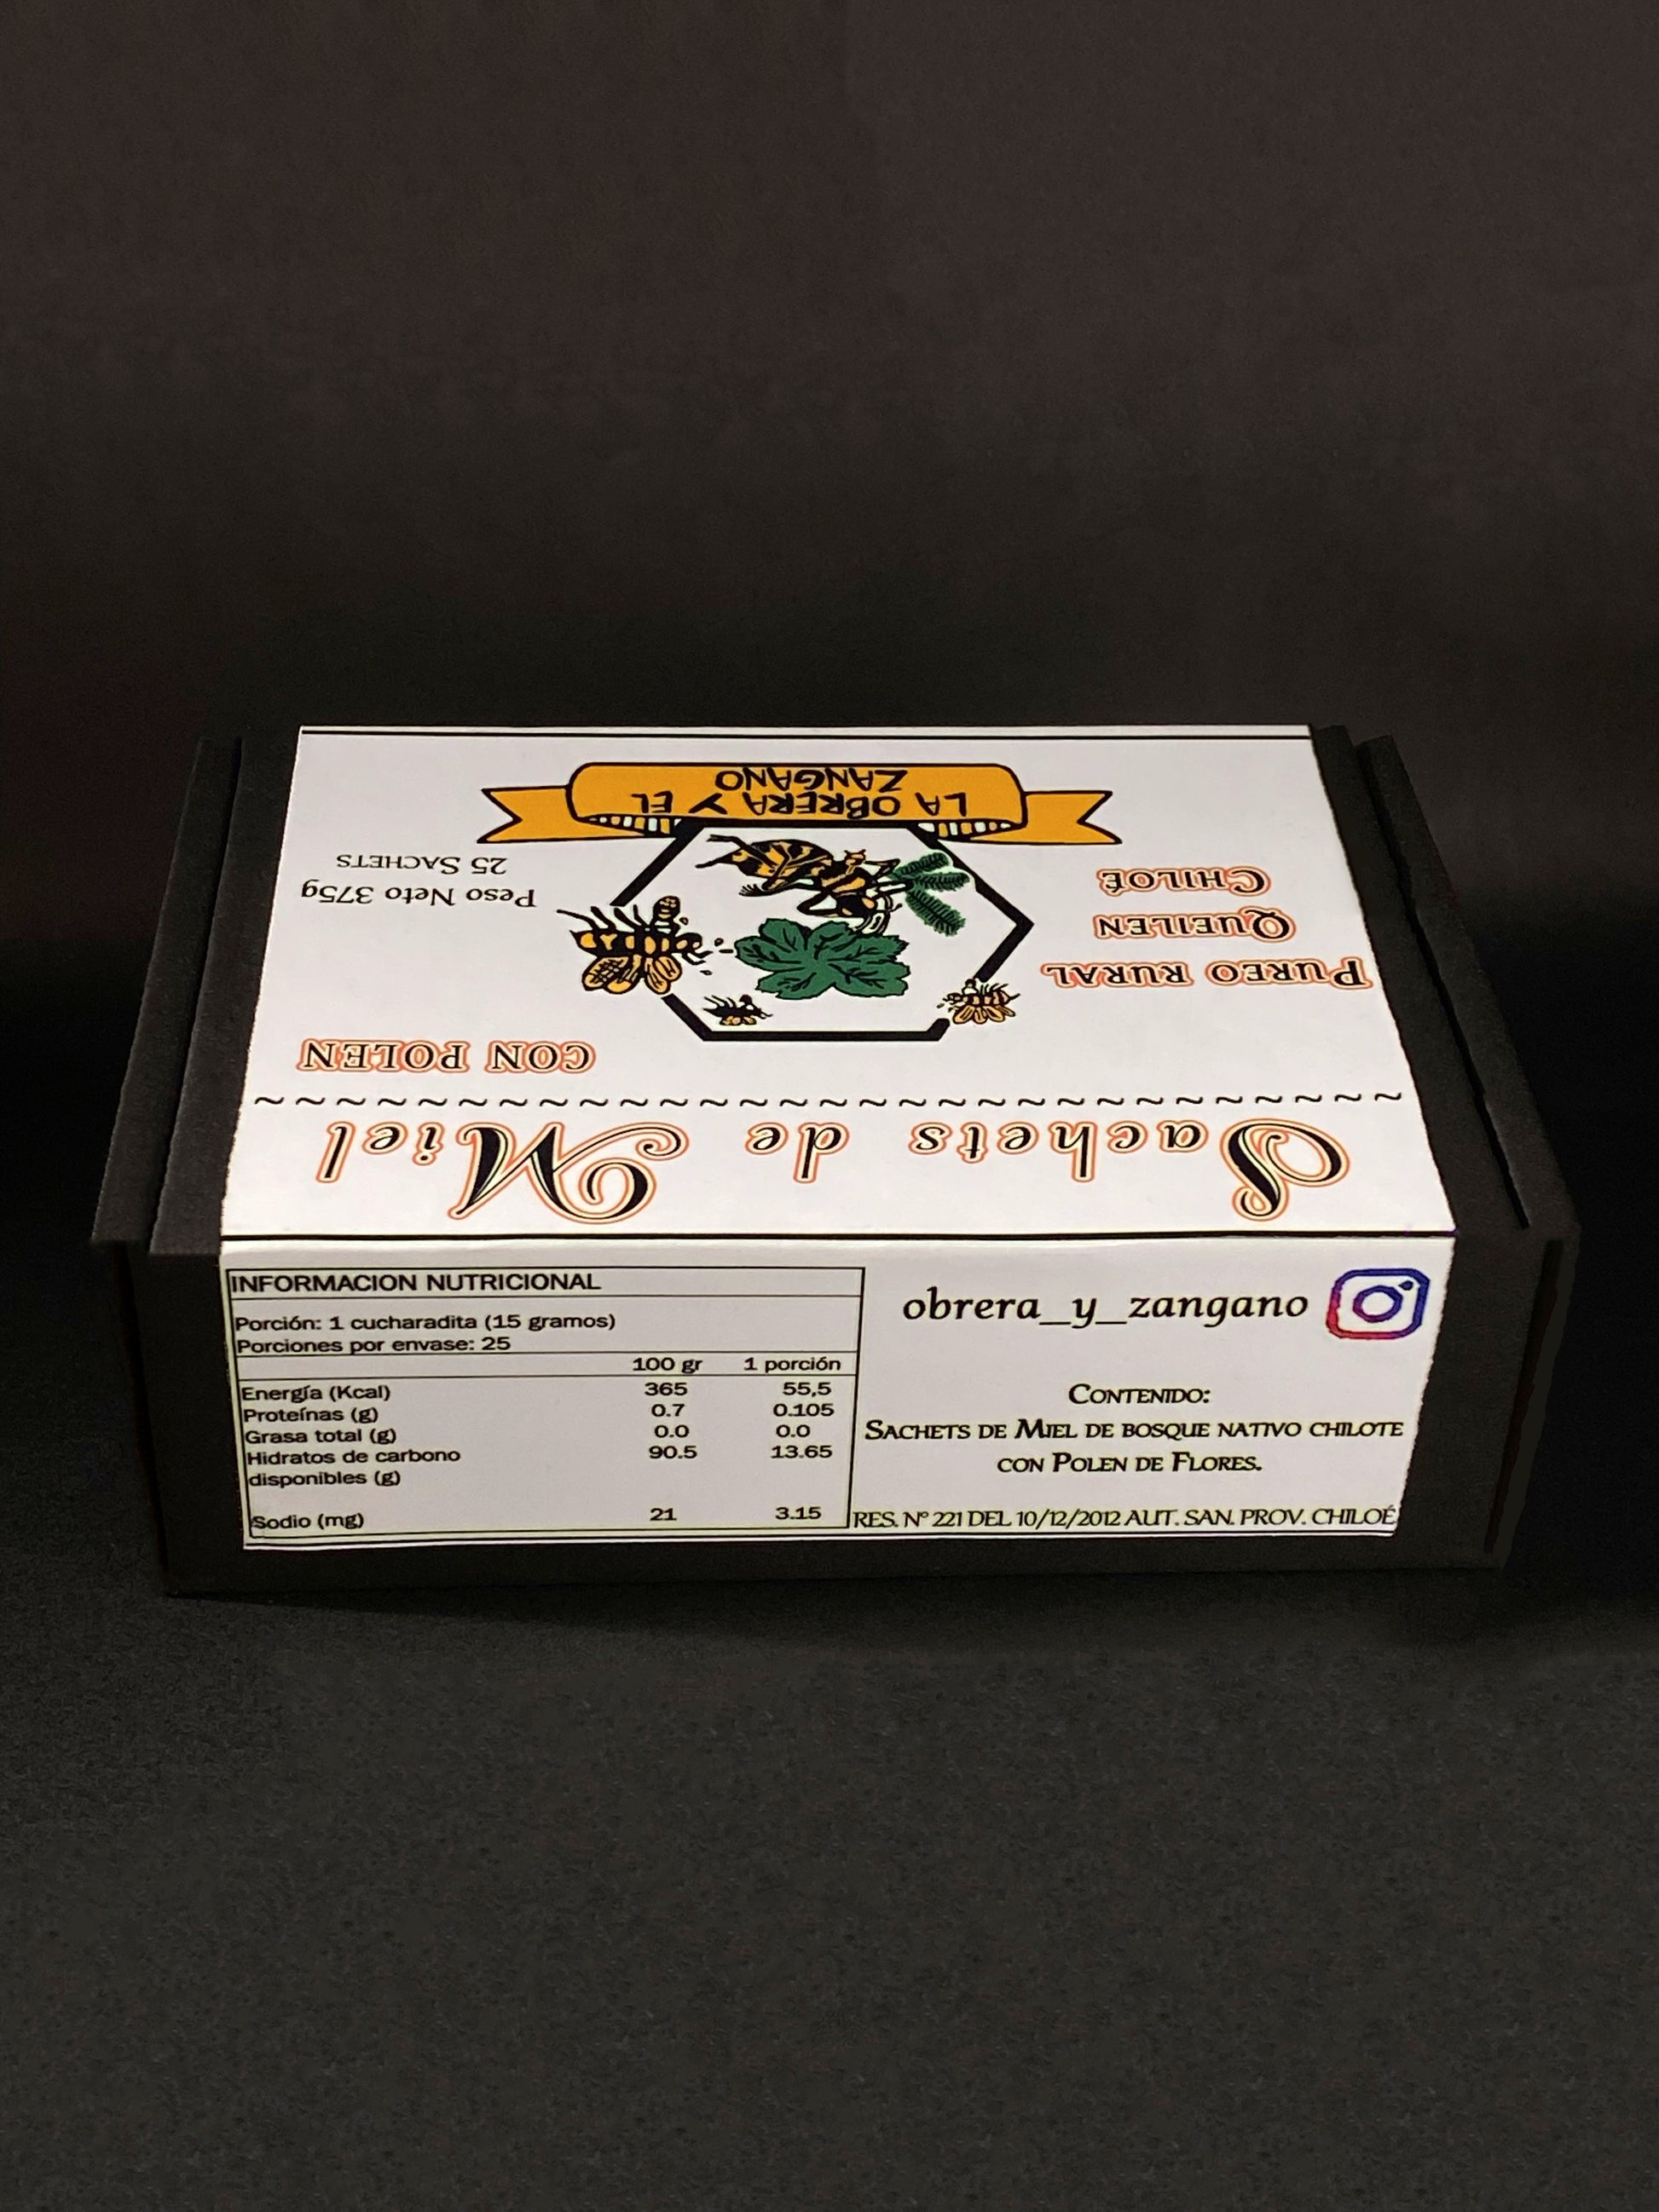 LA OBRERA Y EL
ZANGANO
25 Sachets
Peso Neto 375g
Chiloé
Queilen
Pureo rural
con polen
~~~~~~~~~~~~~~~~~~~~~~~~~~~~~
Sachets de Miel
INFORMACION NUTRICIONAL
Porción: 1 cucharadita (15 gramos)
Porciones por envase: 25
100 gr 1 porción
Energía (Kcal) 365 55,5
Proteínas (g) 0.7 0.105
Grasa total (g) 0.0 0.0
Hidratos de carbono 90.5 13.65
disponibles (g)
Sodio (mg) 21 3.15
obrera_y_zangano
Contenido:
Sachets de Miel de bosque nativo chilote
con Polen de Flores.
RES. Nº 221 DEL 10/12/2012 AUT. SAN. PROV. CHILOÉ